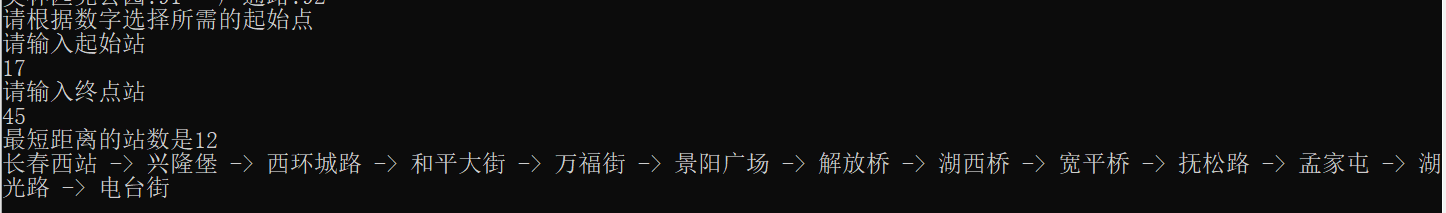 请根据数字选择所需的起始点
请输入起始站
17
请输入终点站
45
最短距离的站数是12
长春西站 -> 兴隆堡 -> 西环城路 -> 和平大街 -> 万福街 -> 景阳广场 -> 解放桥 -> 湖西桥 -> 宽平桥 -> 抚松路 -> 孟家屯 -> 湖
光路 -> 电台街